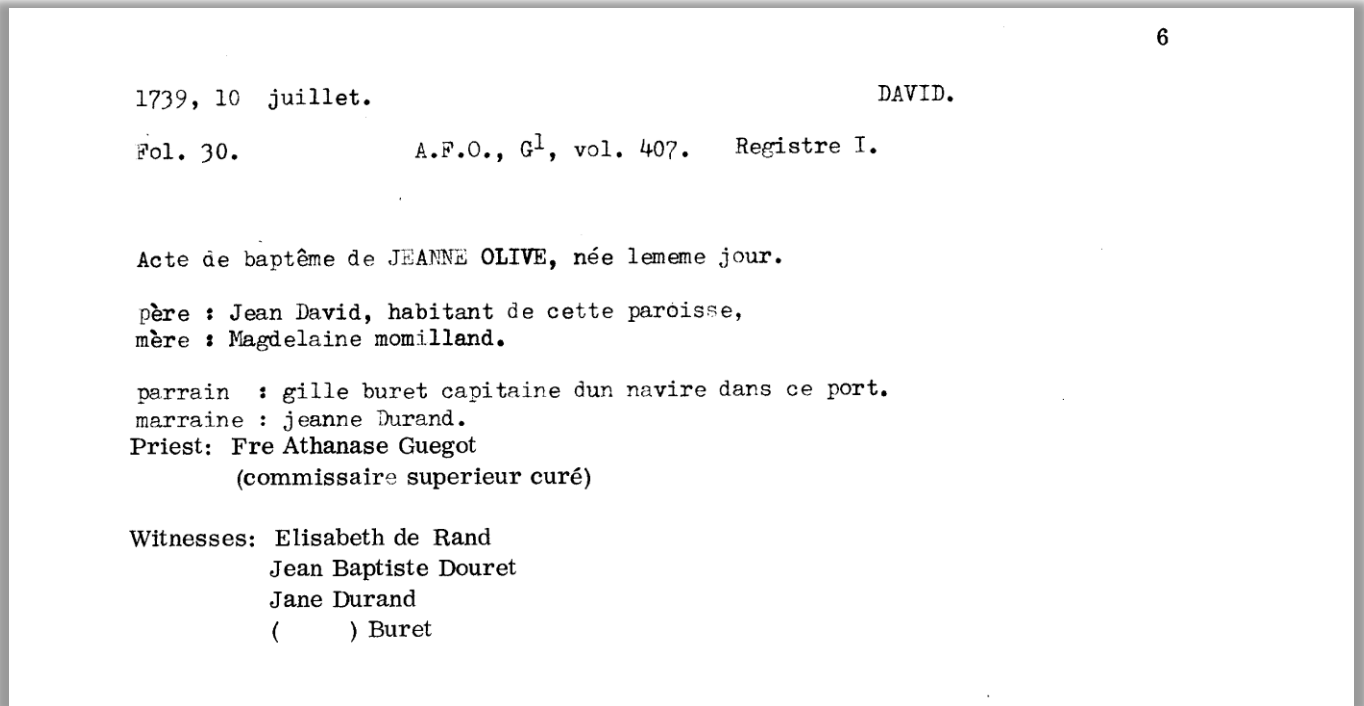 6
1739, 10 juillet. DAVID.
Fol. 30. A.F.O., G1, vol. 407. Registre I.
Acte de baptême de JEANNE OLIVE, née lememe jour.
père : Jean David, habitant de cette paroisse,
mère : Magdelaine momilland.
parrain : gille buret capitaine dun navire dans ce port.
marraine : jeanne Durand.
Priest: Fre Athanase Guegot
(commissaire superieur curé)
Witnesses: Elisabeth de Rand
Jean Baptiste Douret
Jane Durand
( ) Buret